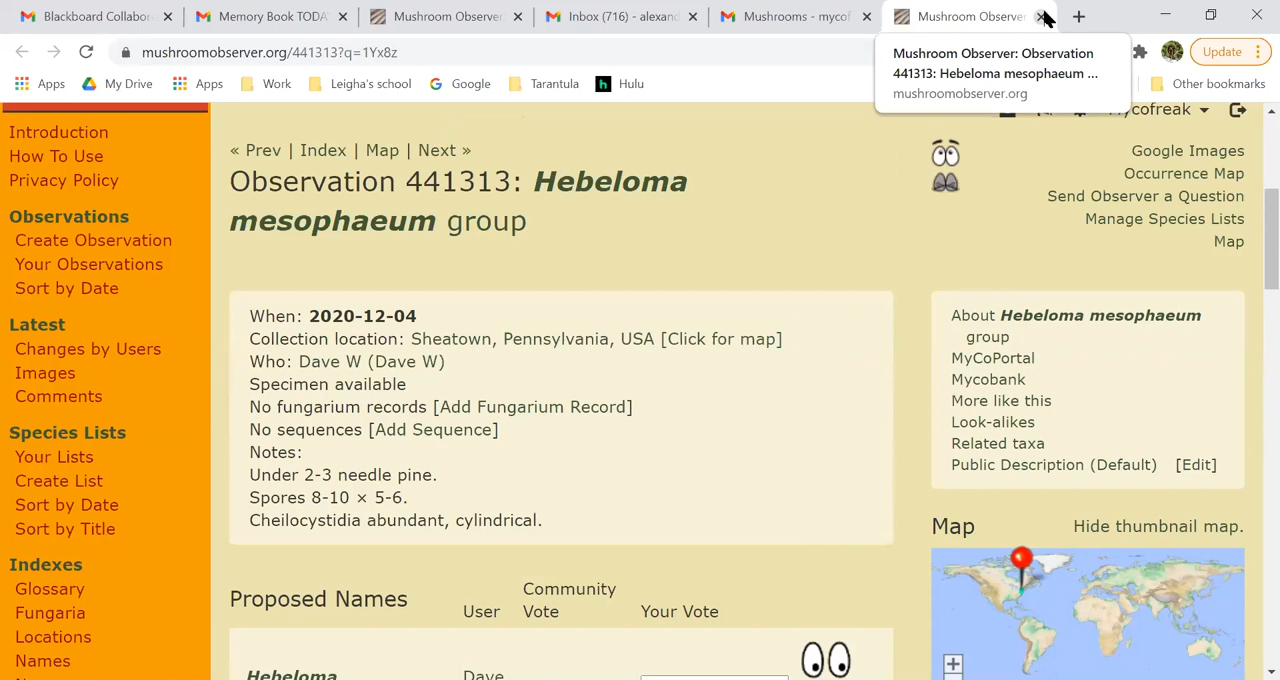 Blackboard Collabor
Memory Book TODA
Mushroom Observer
Inbox (716) - alexand
Mushrooms - mycof
Mushroom Observer
mushroomobserver.org/441313?q=1Yx8z
Update
Apps
My Drive
Apps
Work
Leigha's school
Google
Tarantula
Hulu
Other bookmarks
Mushroom Observer: Observation
441313: Hebeloma mesophaeum ...
mushroomobserver.org
Mycofreak
Introduction
How To Use
Privacy Policy
Observations
Create Observation
Your Observations
Sort by Date
Latest
Changes by Users
Images
Comments
Species Lists
Your Lists
Create List
Sort by Date
Sort by Title
Indexes
Glossary
Fungaria
Locations
Names
« Prev | Index | Map | Next »
Observation 441313: Hebeloma
mesophaeum group
Google Images
Occurrence Map
Send Observer a Question
Manage Species Lists
Map
When: 2020-12-04
Collection location: Sheatown, Pennsylvania, USA [Click for map]
Who: Dave W (Dave W)
Specimen available
No fungarium records [Add Fungarium Record]
No sequences [Add Sequence]
Notes:
Under 2-3 needle pine.
Spores 8-10 × 5-6.
Cheilocystidia abundant, cylindrical.
About Hebeloma mesophaeum
group
MyCoPortal
Mycobank
More like this
Look-alikes
Related taxa
Public Description (Default) [Edit]
Map
Hide thumbnail map.
Proposed Names
User
Community
Vote
Your Vote
Hebeloma
Dave